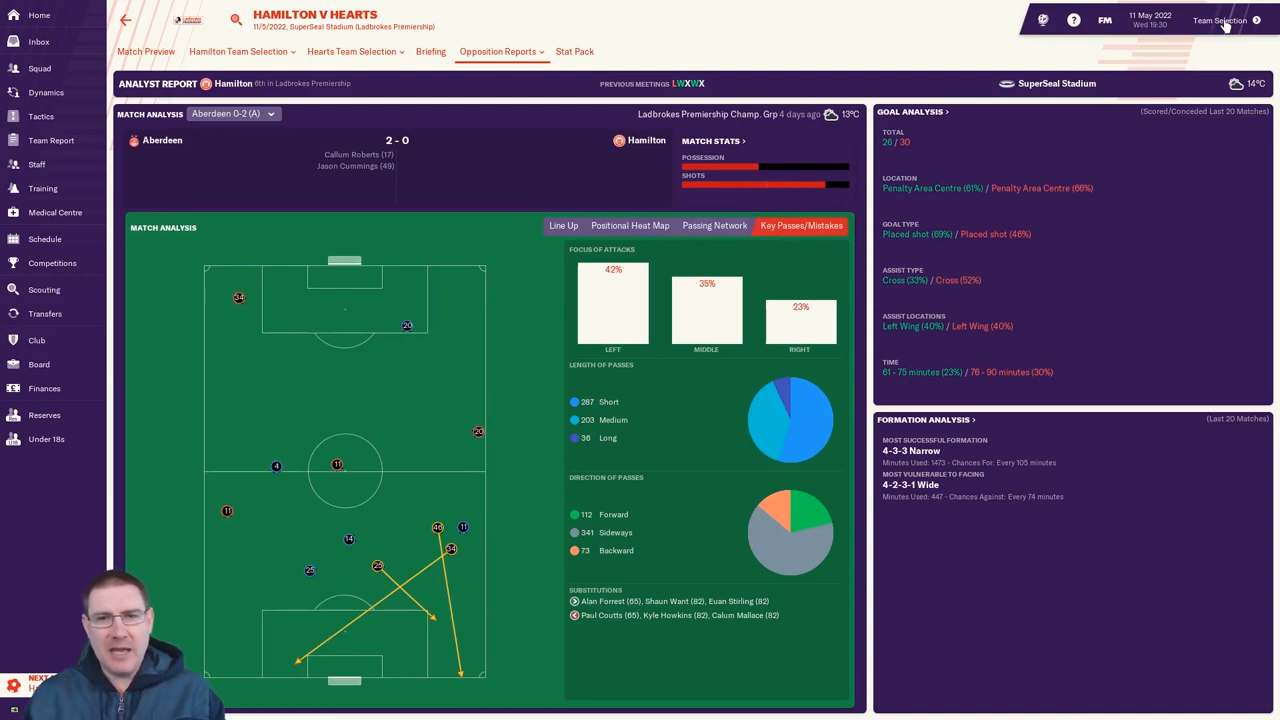 Home
Inbox
Squad
Dynamics
Tactics
Team Report
Staff
Training
Medical Centre
Schedule
Competitions
Scouting
Transfers
Club
Board
Finances
Reserves
Under 18s
HAMILTON V HEARTS
11/5/2022, SuperSeal Stadium (Ladbrokes Premiership)
FM
11 May 2022
Wed 19:30
Team Selection
Match Preview
Hamilton Team Selection
Hearts Team Selection
Briefing
Opposition Reports
Stat Pack
ANALYST REPORT Hamilton 6th in Ladbrokes Premiership
PREVIOUS MEETINGS LWXWX
SuperSeal Stadium
14°C
MATCH ANALYSIS Aberdeen 0-2 (A)
Ladbrokes Premiership Champ. Grp 4 days ago 13°C
Aberdeen 2 - 0 Hamilton
Callum Roberts (17)
Jason Cummings (49)
MATCH STATS >
POSSESSION
SHOTS
MATCH ANALYSIS
Line Up Positional Heat Map Passing Network Key Passes/Mistakes
34
20
20
4
11
11
46
11
14
34
25
25
FOCUS OF ATTACKS
42% 35% 23%
LEFT MIDDLE RIGHT
LENGTH OF PASSES
287 Short
203 Medium
36 Long
DIRECTION OF PASSES
112 Forward
341 Sideways
73 Backward
SUBSTITUTIONS
Alan Forrest (65), Shaun Want (82), Euan Stirling (82)
Paul Coutts (65), Kyle Howkins (82), Calum Mallace (82)
GOAL ANALYSIS > (Scored/Conceded Last 20 Matches)
TOTAL
26 / 30
LOCATION
Penalty Area Centre (61%) / Penalty Area Centre (66%)
GOAL TYPE
Placed shot (69%) / Placed shot (46%)
ASSIST TYPE
Cross (33%) / Cross (52%)
ASSIST LOCATIONS
Left Wing (40%) / Left Wing (40%)
TIME
61 - 75 minutes (23%) / 76 - 90 minutes (30%)
FORMATION ANALYSIS > (Last 20 Matches)
MOST SUCCESSFUL FORMATION
4-3-3 Narrow
Minutes Used: 1473 - Chances For: Every 105 minutes
MOST VULNERABLE TO FACING
4-2-3-1 Wide
Minutes Used: 447 - Chances Against: Every 74 minutes